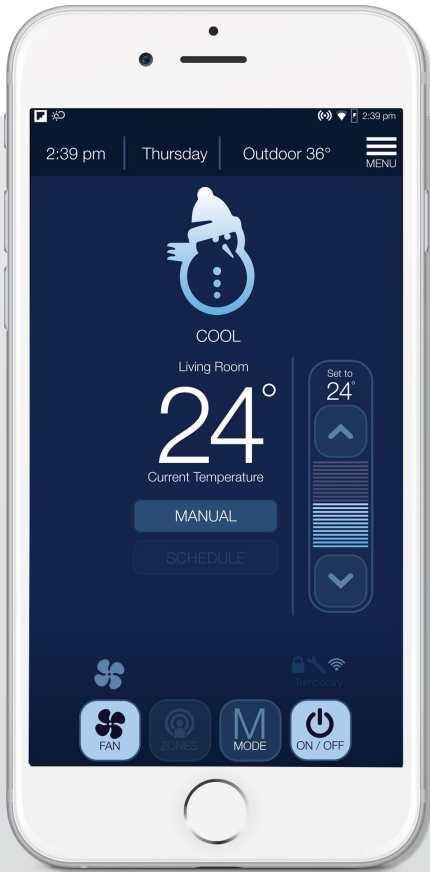 2:39 pm
2:39 pm Thursday Outdoor 36°
MENU
COOL
Living Room
24°
Current Temperature
Set to
24°
MANUAL
SCHEDULE
Temporary
FAN
ZONES
M
MODE
ON / OFF